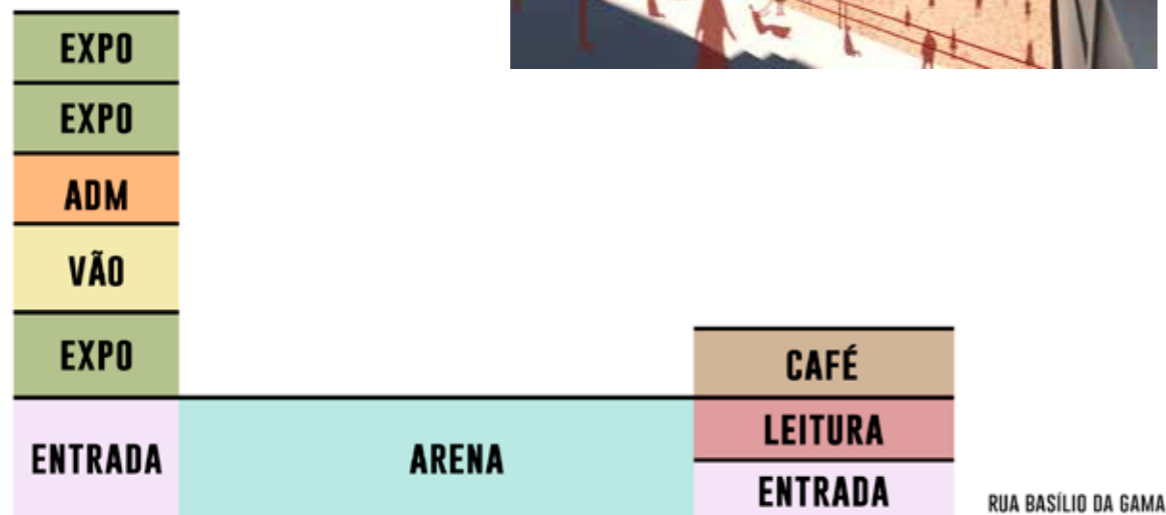 EXPO
EXPO
ADM
VÃO
EXPO
CAFÉ
LEITURA
ENTRADA
ARENA
ENTRADA
RUA BASÍLIO DA GAMA